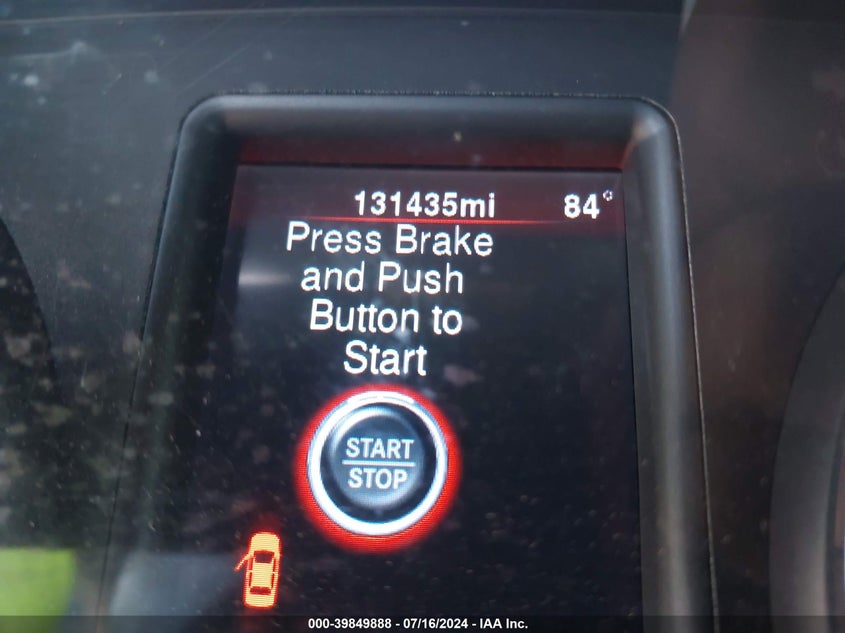 131435mi 84°
Press Brake
and Push
Button to
Start
START
STOP
000-39849888 - 07/16/2024 - IAA Inc.